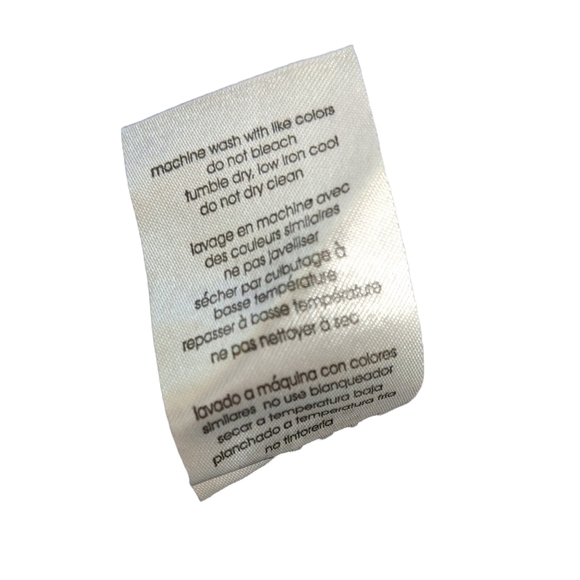 machine wash with like colors
do not bleach
tumble dry, low iron cool
do not dry clean
lavage en machine avec
des couleurs similaires
ne pas javelliser
sécher par culbutage à
basse température
repasser à basse température
ne pas nettoyer à sec
lavado a máquina con colores
similares no use blanqueador
secar a temperatura baja
planchado a temperatura fría
no tintorería